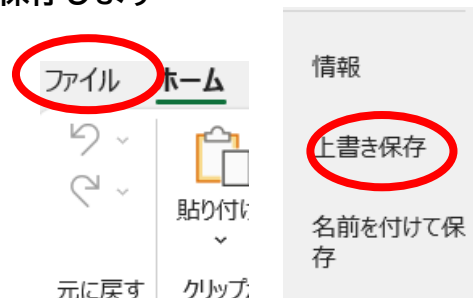 保存します
ファイル ホーム
貼り付け
元に戻す クリップ
情報
上書き保存
名前を付けて保
存